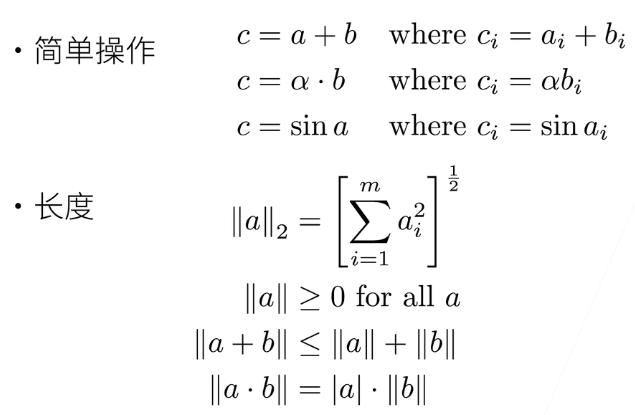 • 简单操作
c = a + b where c_i = a_i + b_i
c = α · b where c_i = αb_i
c = sin a where c_i = sin a_i
• 长度
‖a‖_2 = [∑_{i=1}^{m} a_i^2]^{1/2}
‖a‖ ≥ 0 for all a
‖a + b‖ ≤ ‖a‖ + ‖b‖
‖a · b‖ = |a| · ‖b‖